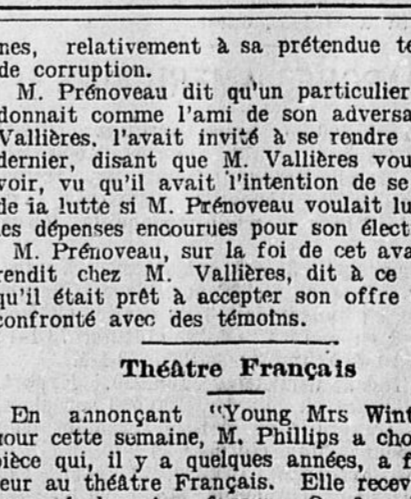 nes, relativement à sa prétendue te
de corruption.
M. Prénoveau dit qu'un particulier
donnait comme l'ami de son adversa
Vallières, l'avait invité à se rendre
dernier, disant que M. Vallières vou
voir, vu qu'il avait l'intention de se
de la lutte si M. Prénoveau voulait lu
es dépenses encourues pour son élect
M. Prénoveau, sur la foi de cet ava
rendit chez M. Vallières, dit à ce
qu'il était prêt à accepter son offre
confronté avec des témoins.
Théâtre Français
En annonçant "Young Mrs Wint
pour cette semaine, M. Phillips a cho
pièce qui, il y a quelques années, a f
eur au théâtre Français. Elle recev